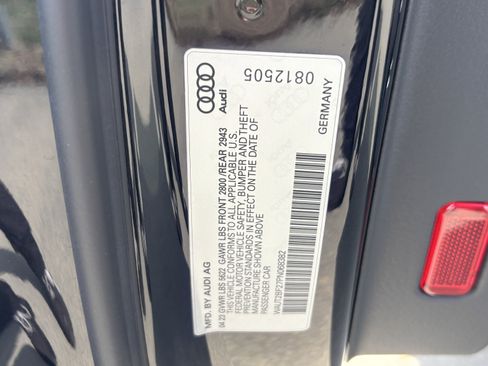 0812505
Audi
GERMANY
MFD. BY AUDI AG
04.23 GVWR LBS 5622 GAWR LBS FRONT 2800 /REAR 2943
THIS VEHICLE CONFORMS TO ALL APPLICABLE U.S.
FEDERAL MOTOR VEHICLE SAFETY, BUMPER AND THEFT
PREVENTION STANDARDS IN EFFECT ON THE DATE OF
MANUFACTURE SHOWN ABOVE
PASSENGER CAR